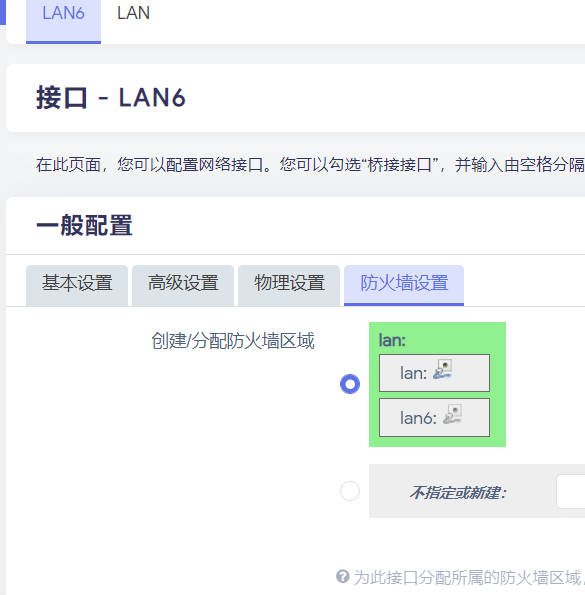 LAN6 LAN
接口 - LAN6
在此页面，您可以配置网络接口。您可以勾选“桥接接口”，并输入由空格分隔
一般配置
基本设置 高级设置 物理设置 防火墙设置
创建/分配防火墙区域
lan:
lan:
lan6:
不指定或新建：
为此接口分配所属的防火墙区域，